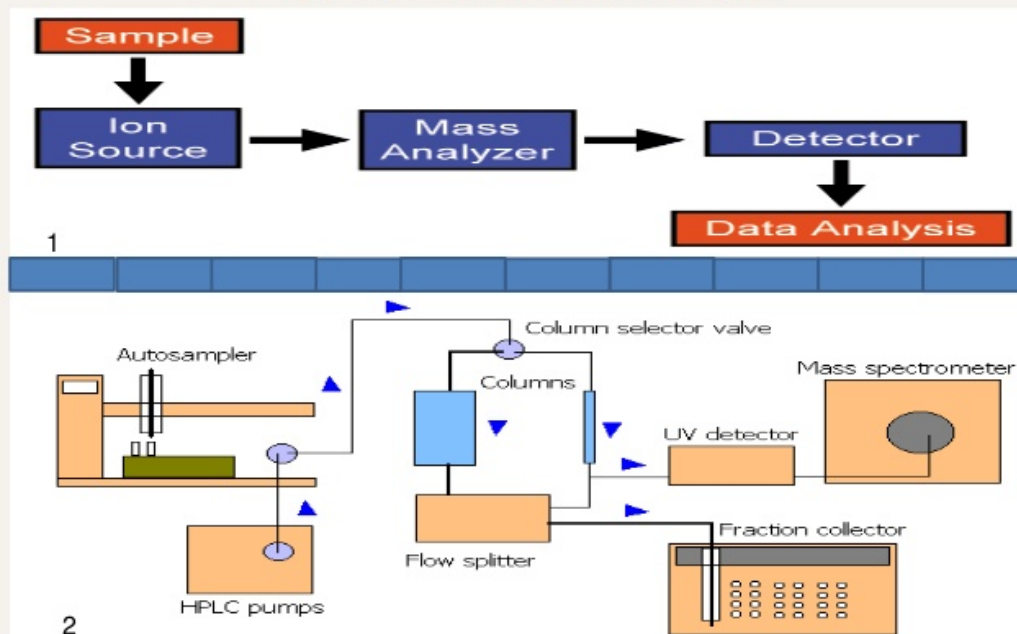 Sample
Ion
Source
Mass
Analyzer
Detector
Data Analysis
1
Column selector valve
Autosampler
Columns
Mass spectrometer
UV detector
Flow splitter
Fraction collector
HPLC pumps
2